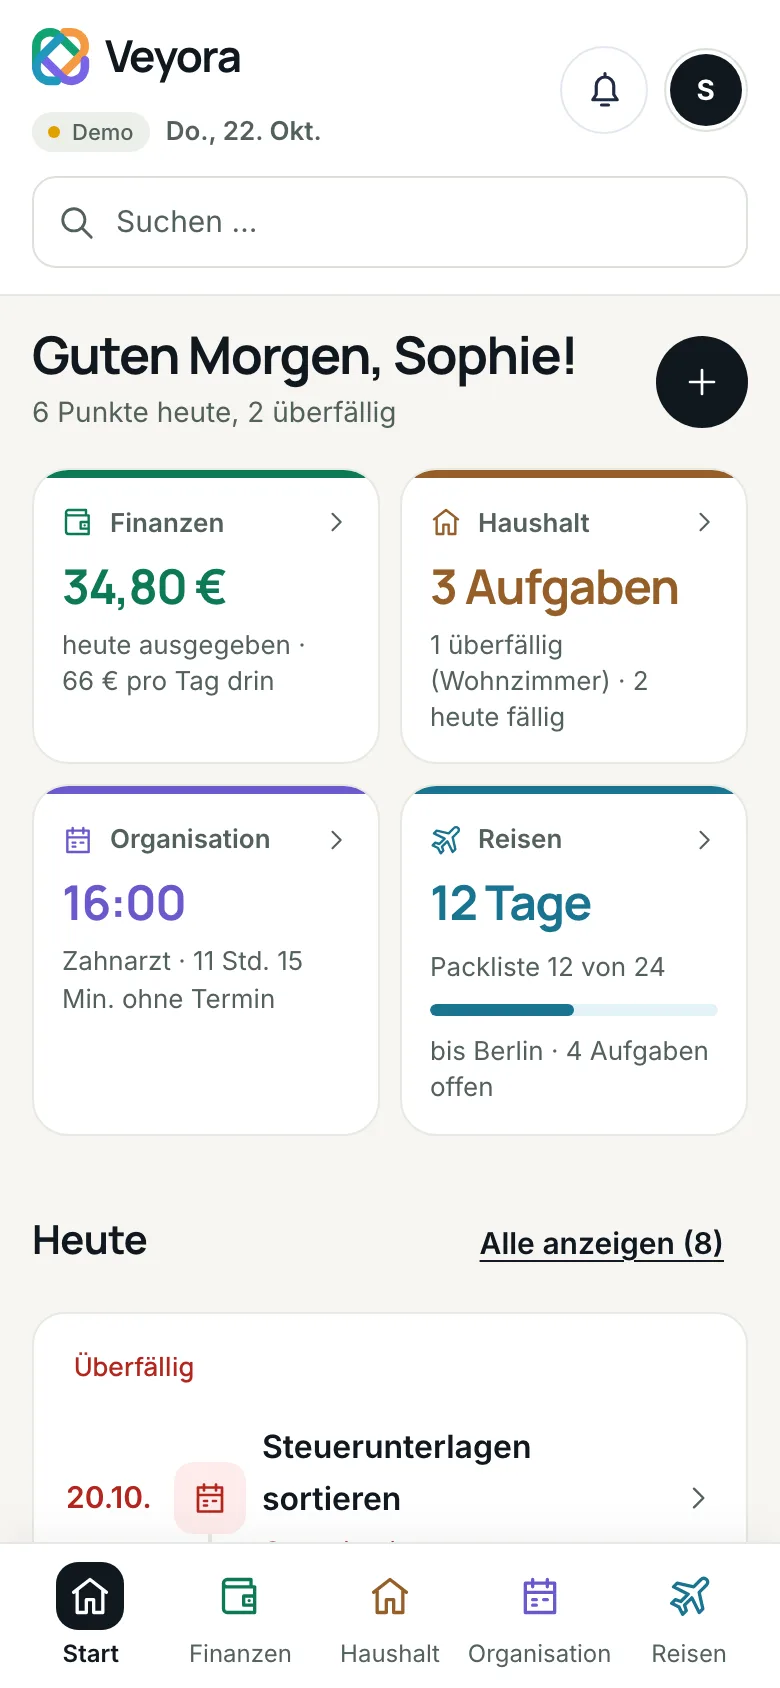 Veyora
Demo
Do., 22. Okt.
S
Suchen ...
Guten Morgen, Sophie!
6 Punkte heute, 2 überfällig
Finanzen
34,80 €
heute ausgegeben ·
66 € pro Tag drin
Haushalt
3 Aufgaben
1 überfällig
(Wohnzimmer) · 2
heute fällig
Organisation
16:00
Zahnarzt · 11 Std. 15
Min. ohne Termin
Reisen
12 Tage
Packliste 12 von 24
bis Berlin · 4 Aufgaben
offen
Heute
Alle anzeigen (8)
Überfällig
20.10.
Steuerunterlagen
sortieren
Start
Finanzen
Haushalt
Organisation
Reisen